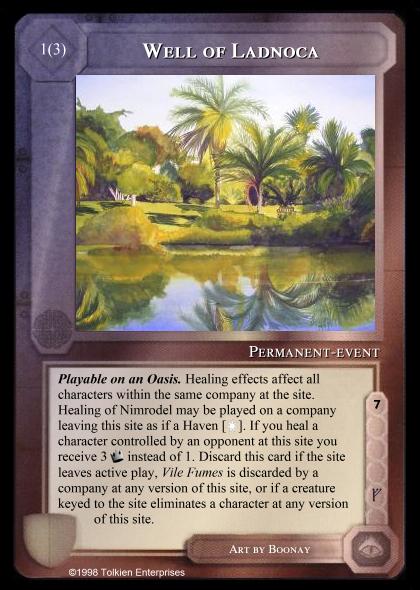 1(3)
Well of Ladnoca
Permanent-event
Playable on an Oasis. Healing effects affect all
characters within the same company at the site.
Healing of Nimrodel may be played on a company
leaving this site as if a Haven [ ]. If you heal a
character controlled by an opponent at this site you
receive 3 instead of 1. Discard this card if the site
leaves active play, Vile Fumes is discarded by a
company at any version of this site, or if a creature
keyed to the site eliminates a character at any version
of this site.
7
Art by Boonay
©1998 Tolkien Enterprises